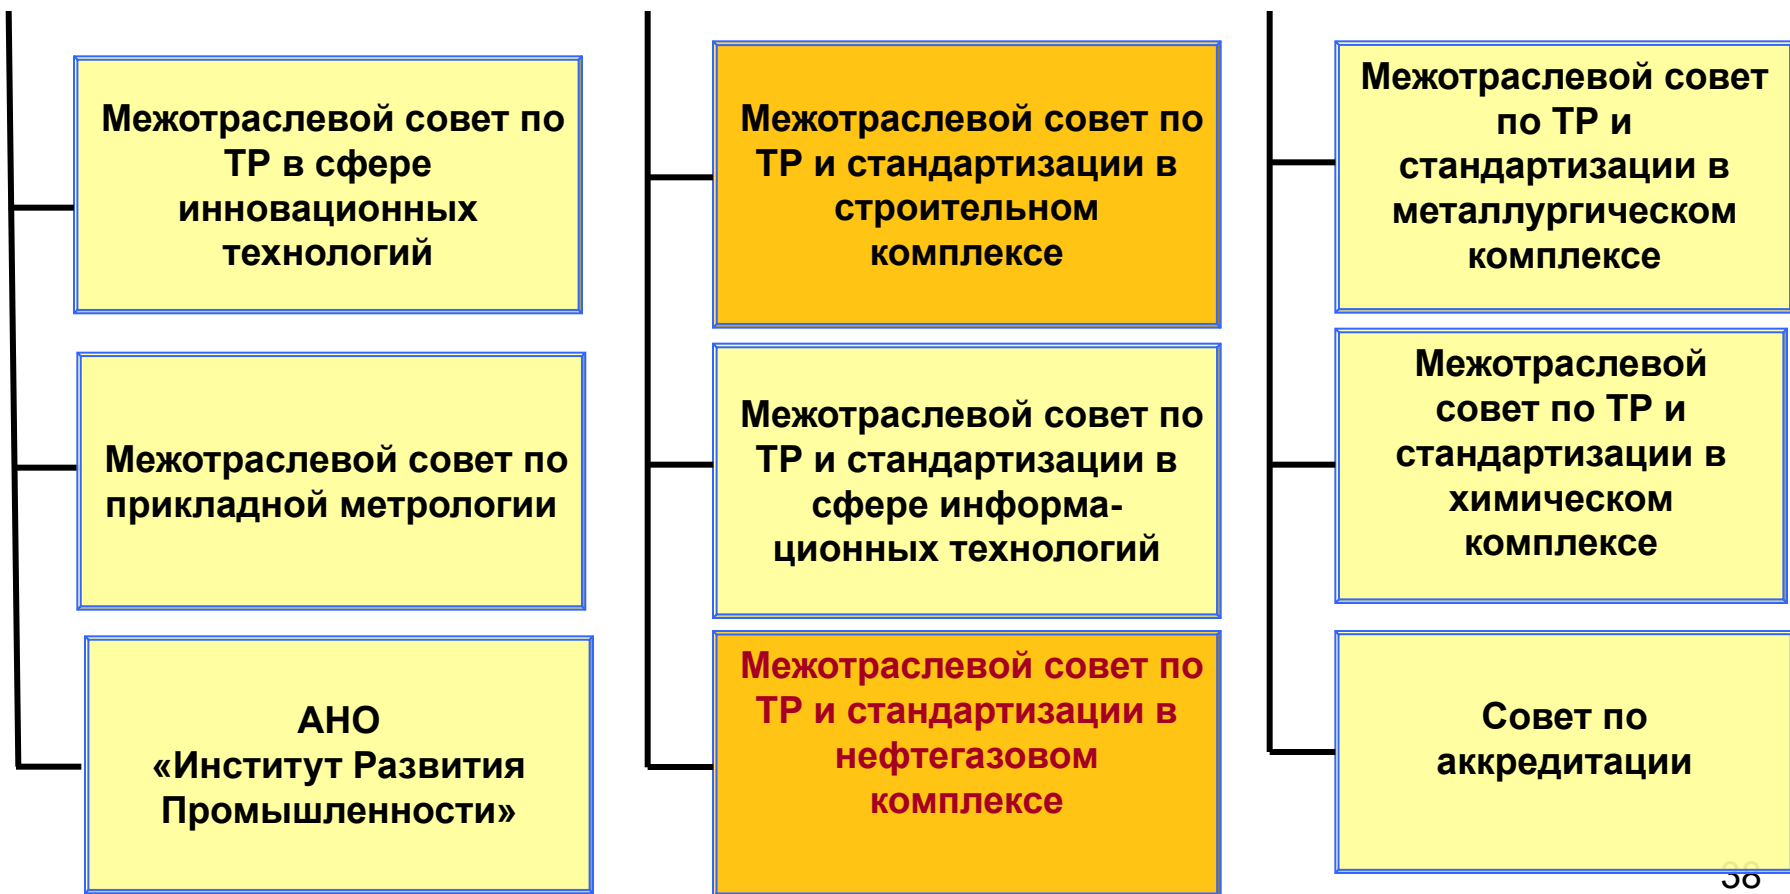 Межотраслевой совет по
ТР в сфере
инновационных
технологий
Межотраслевой совет по
прикладной метрологии
АНО
«Институт Развития
Промышленности»
Межотраслевой совет по
ТР и стандартизации в
строительном
комплексе
Межотраслевой совет по
ТР и стандартизации в
сфере информа-
ционных технологий
Межотраслевой совет по
ТР и стандартизации в
нефтегазовом
комплексе
Межотраслевой совет
по ТР и
стандартизации в
металлургическом
комплексе
Межотраслевой
совет по ТР и
стандартизации в
химическом
комплексе
Совет по
аккредитации
38